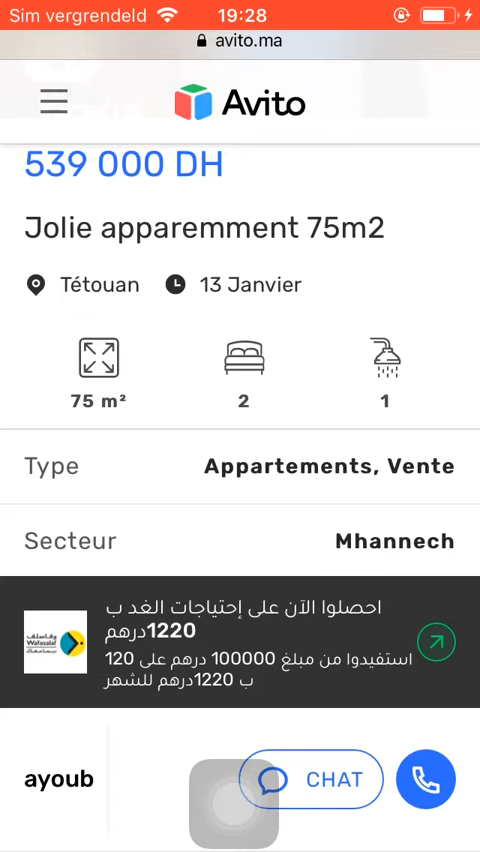 Sim vergrendeld 19:28
avito.ma
Avito
539 000 DH
Jolie apparemment 75m2
Tétouan 13 Janvier
75 m² 2 1
Type Appartements, Vente
Secteur Mhannech
احصلوا الآن على إحتياجات الغد ب
1220درهم
استفيدوا من مبلغ 100000 درهم على 120
ب 1220درهم للشهر
وفاسلف
Wafasalaf
ayoub CHAT